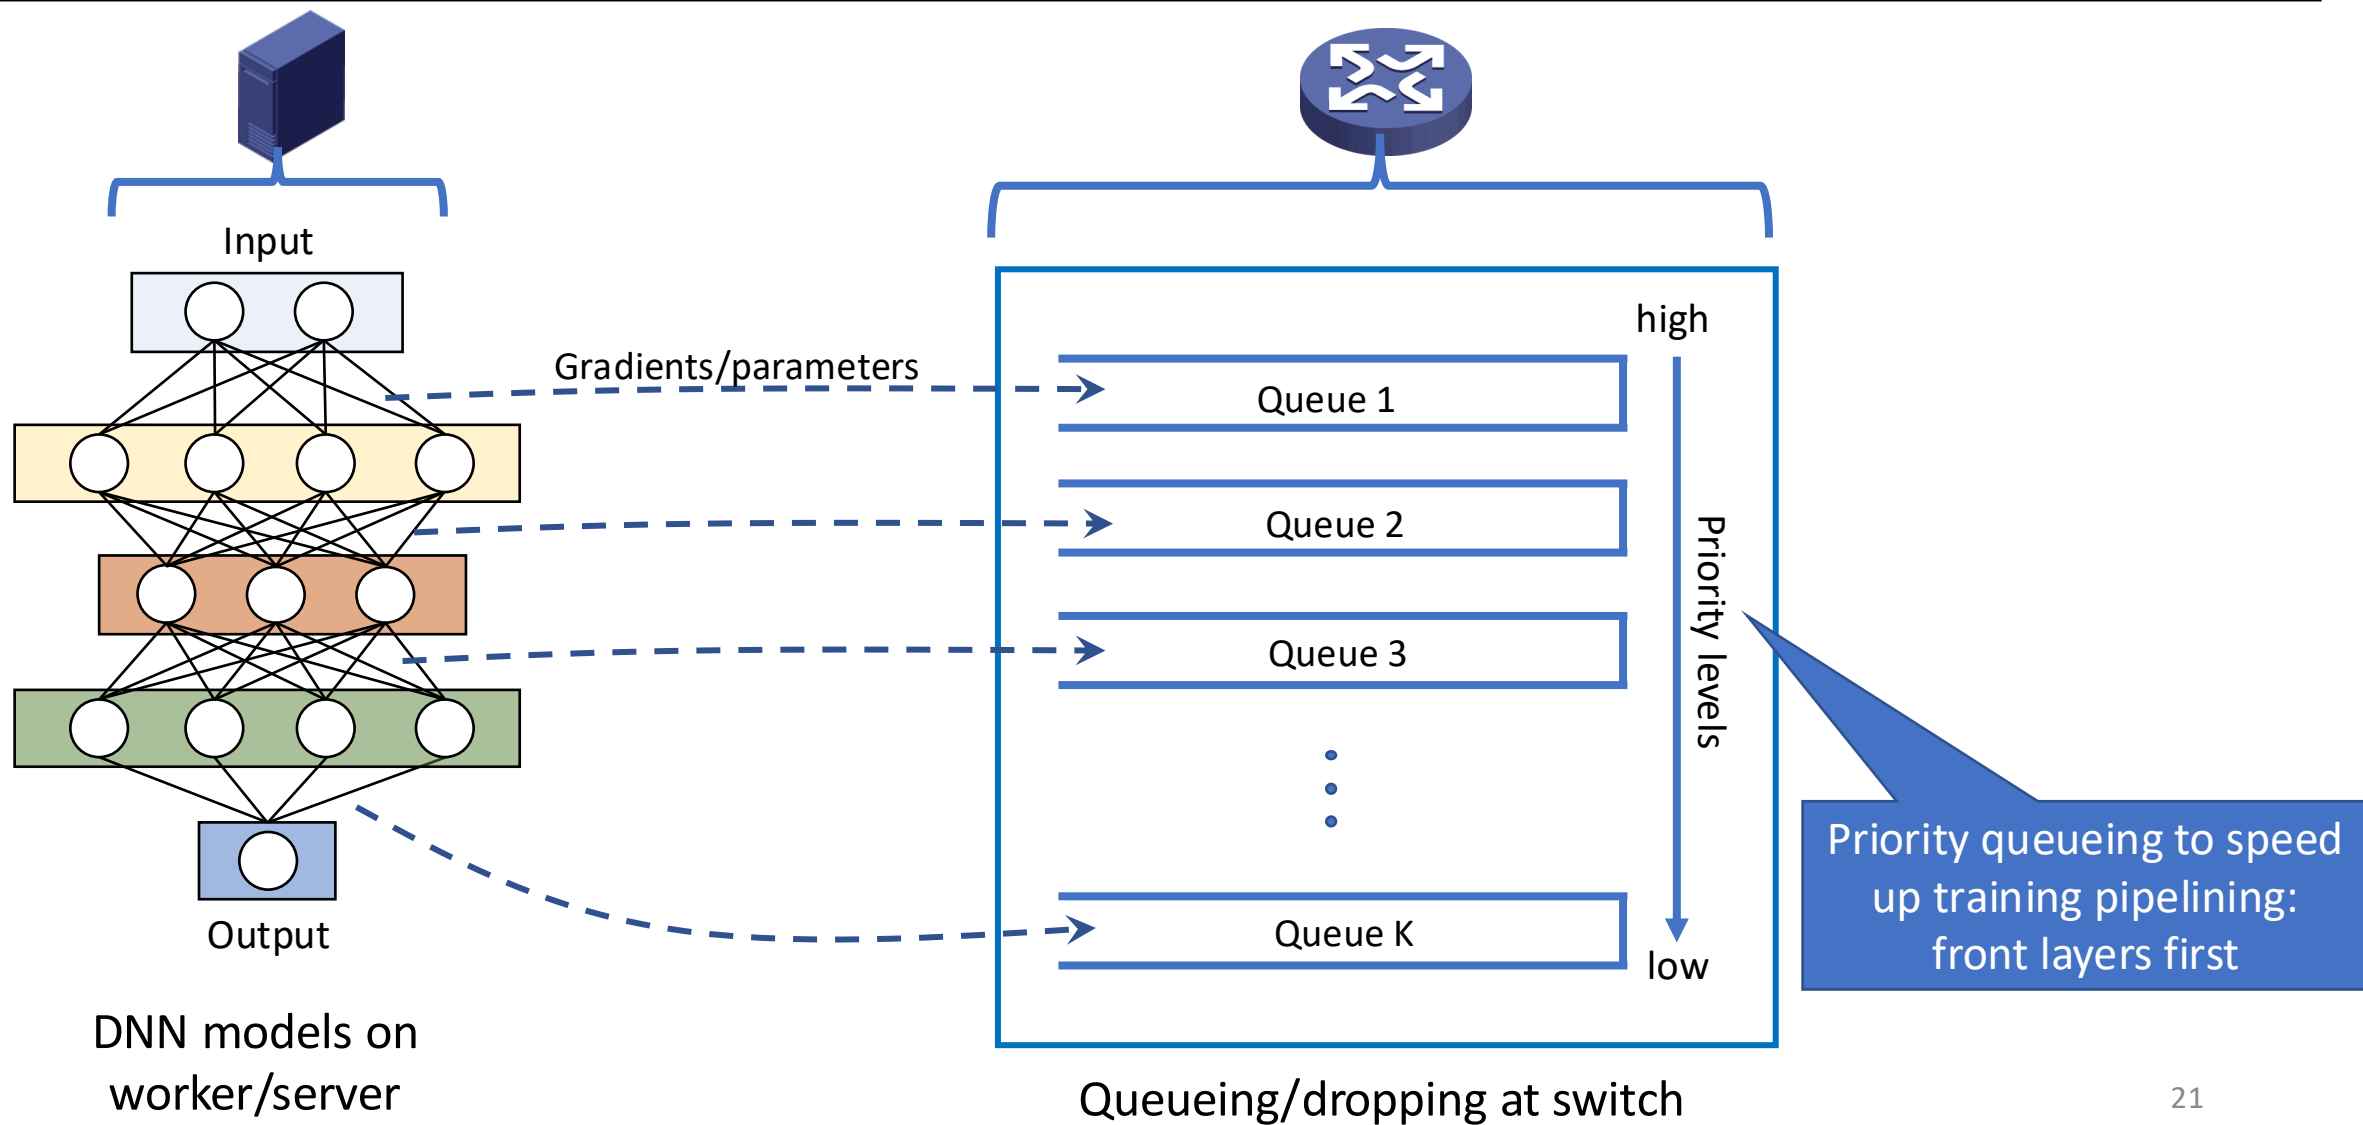 Input
Gradients/parameters
Output
DNN models on
worker/server
high
Queue 1
Queue 2
Queue 3
Queue K
low
Priority levels
Priority queueing to speed
up training pipelining:
front layers first
Queueing/dropping at switch
21